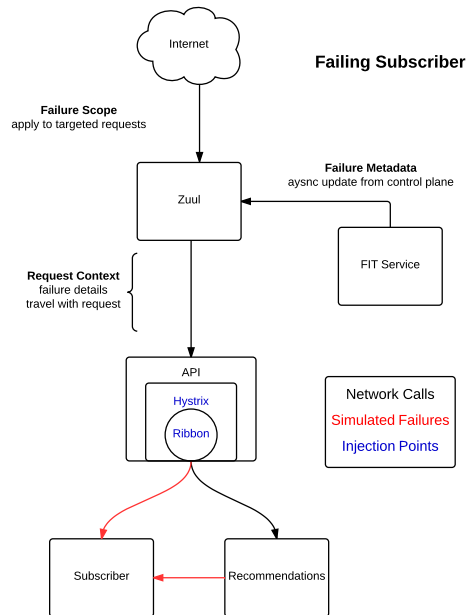 Internet
Failing Subscriber
Failure Scope
apply to targeted requests
Failure Metadata
aysnc update from control plane
Zuul
FIT Service
Request Context
failure details
travel with request
API
Hystrix
Ribbon
Network Calls
Simulated Failures
Injection Points
Subscriber
Recommendations